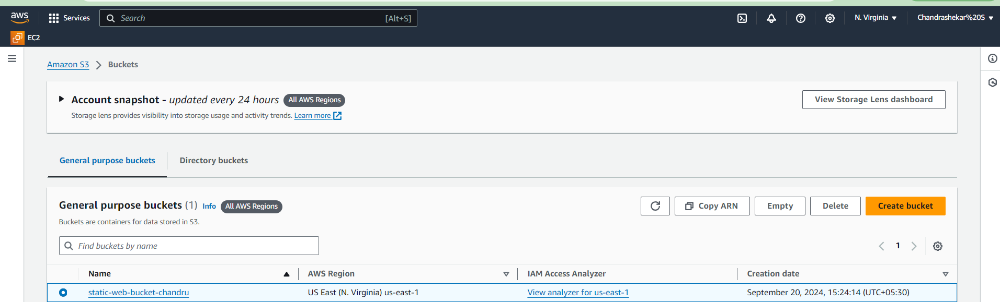 aws Services Search [Alt+S] N. Virginia Chandrashekar%20S
EC2
Amazon S3 Buckets
Account snapshot - updated every 24 hours All AWS Regions View Storage Lens dashboard
Storage lens provides visibility into storage usage and activity trends. Learn more
General purpose buckets Directory buckets
General purpose buckets (1) Info All AWS Regions Copy ARN Empty Delete Create bucket
Buckets are containers for data stored in S3.
Find buckets by name 1
Name AWS Region IAM Access Analyzer Creation date
static-web-bucket-chandru US East (N. Virginia) us-east-1 View analyzer for us-east-1 September 20, 2024, 15:24:14 (UTC+05:30)